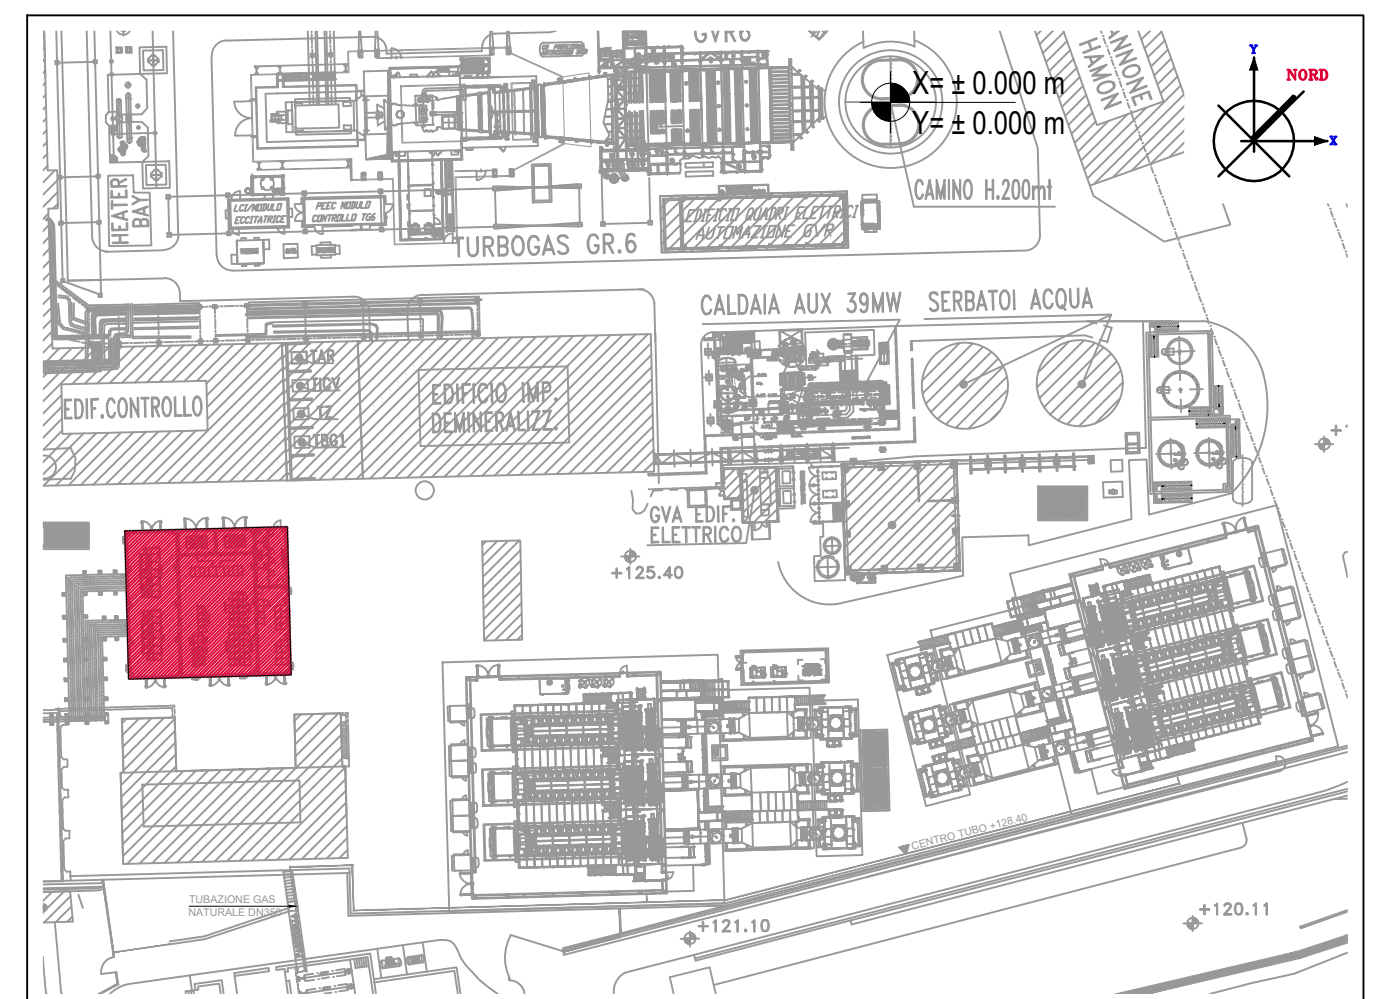 GVR6
ANNONE
HAMON
Y
NORD
X
X= ± 0.000 m
Y= ± 0.000 m
CAMINO H.200mt
HEATER
BAY
LCI/MODULO
ECCITATRICE
PEEC MODULO
CONTROLLO TG6
EDIFICIO QUADRI ELETTRICI
AUTOMAZIONE GVR
TURBOGAS GR.6
CALDAIA AUX 39MW
SERBATOI ACQUA
TAR
TICV
TZ
TBG1
EDIF.CONTROLLO
EDIFICIO IMP.
DEMINERALIZZ.
GVA EDIF.
ELETTRICO
+125.40
CENTRO TUBO +128.40
TUBAZIONE GAS
NATURALE DN350
+121.10
+120.11